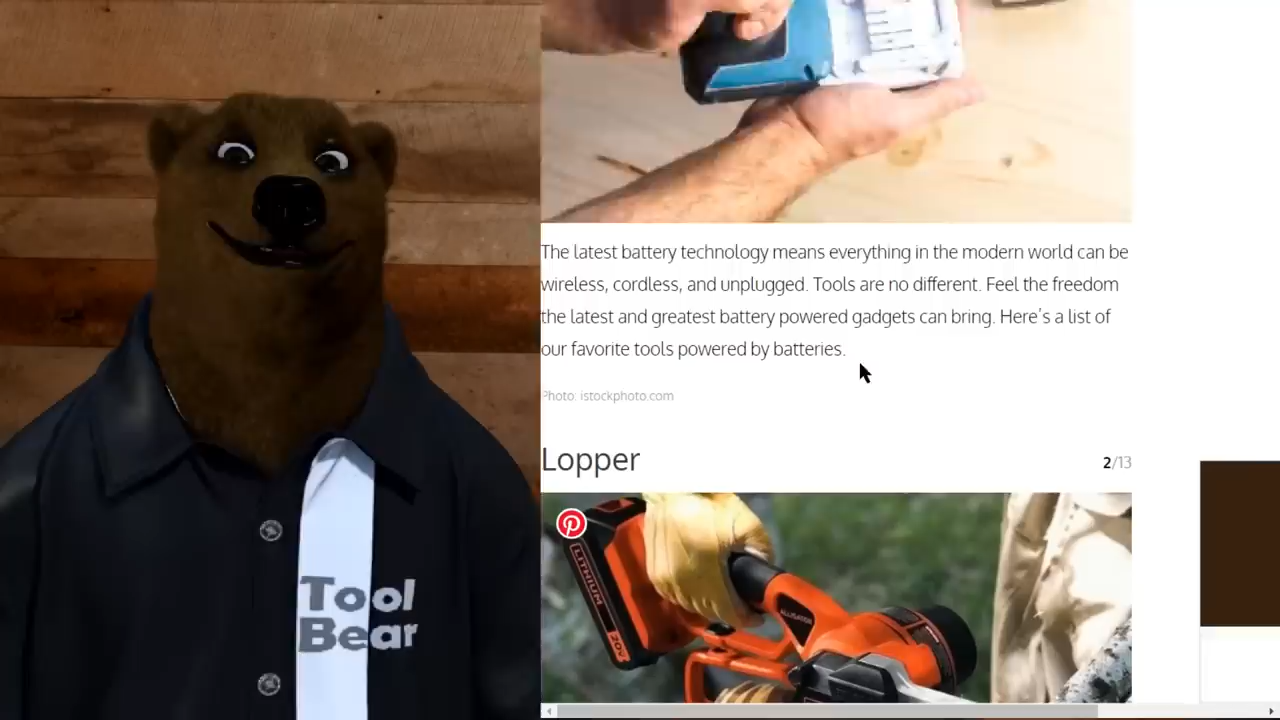 The latest battery technology means everything in the modern world can be
wireless, cordless, and unplugged. Tools are no different. Feel the freedom
the latest and greatest battery powered gadgets can bring. Here's a list of
our favorite tools powered by batteries.
Photo: istockphoto.com
Lopper
2/13
LITHIUM
20V
ALLIGATOR
Tool
Bear